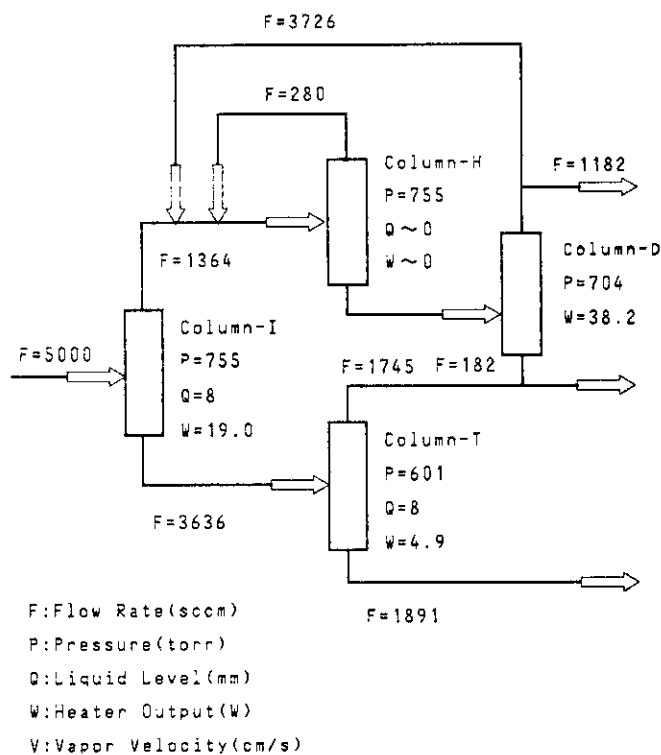 F=3726
F=280
Column-H
P=755
Q~0
W~0
F=1182
F=1364
Column-D
P=704
W=38.2
F=5000
Column-I
P=755
Q=8
W=19.0
F=1745 F=182
Column-T
P=601
Q=8
W=4.9
F=3636
F=1891
F:Flow Rate(sccm)
P:Pressure(torr)
Q:Liquid Level(mm)
W:Heater Output(W)
V:Vapor Velocity(cm/s)